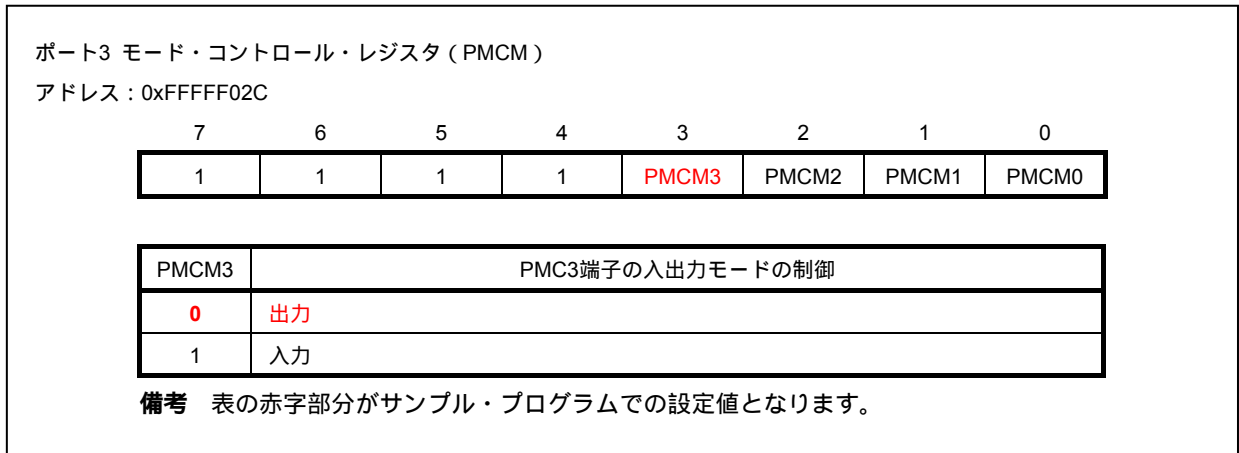 ポート3 モード・コントロール・レジスタ（PMCM）
アドレス：0xFFFFF02C
7 6 5 4 3 2 1 0
1 1 1 1 PMCM3 PMCM2 PMCM1 PMCM0
PMCM3 PMC3端子の入出力モードの制御
0 出力
1 入力
備考 表の赤字部分がサンプル・プログラムでの設定値となります。